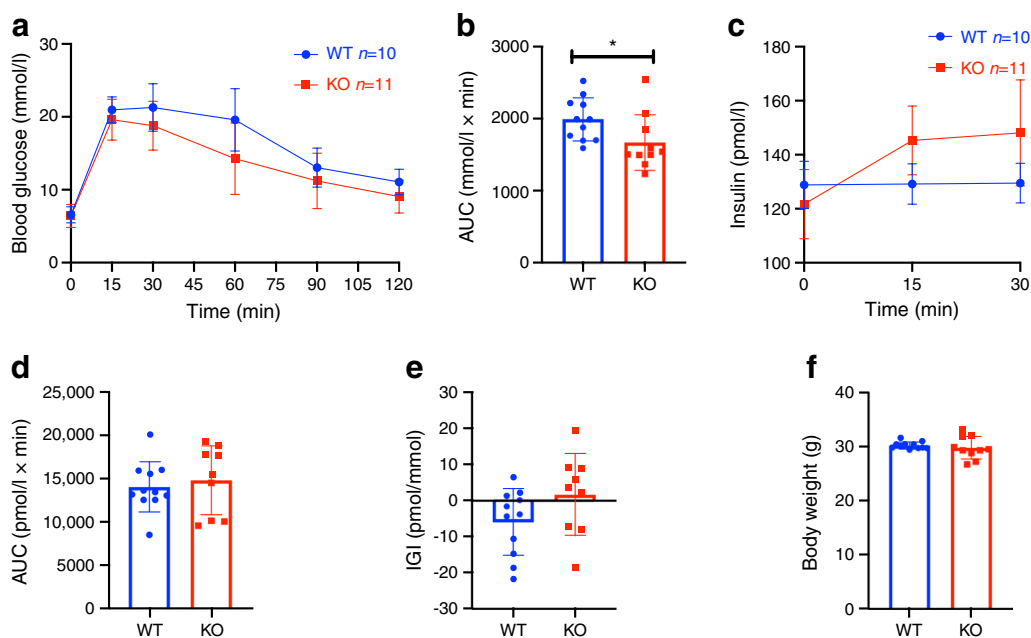 a
WT n=10
KO n=11
Blood glucose (mmol/l)
30
20
10
0
0 15 30 45 60 75 90 105 120
Time (min)
b
*
AUC (mmol/l × min)
3000
2000
1000
0
WT KO
c
WT n=10
KO n=11
Insulin (pmol/l)
180
160
140
120
100
0 15 30
Time (min)
d
AUC (pmol/l × min)
25,000
20,000
15,000
10,000
5000
0
WT KO
e
IGI (pmol/mmol)
30
20
10
0
-10
-20
-30
WT KO
f
Body weight (g)
40
30
20
10
0
WT KO